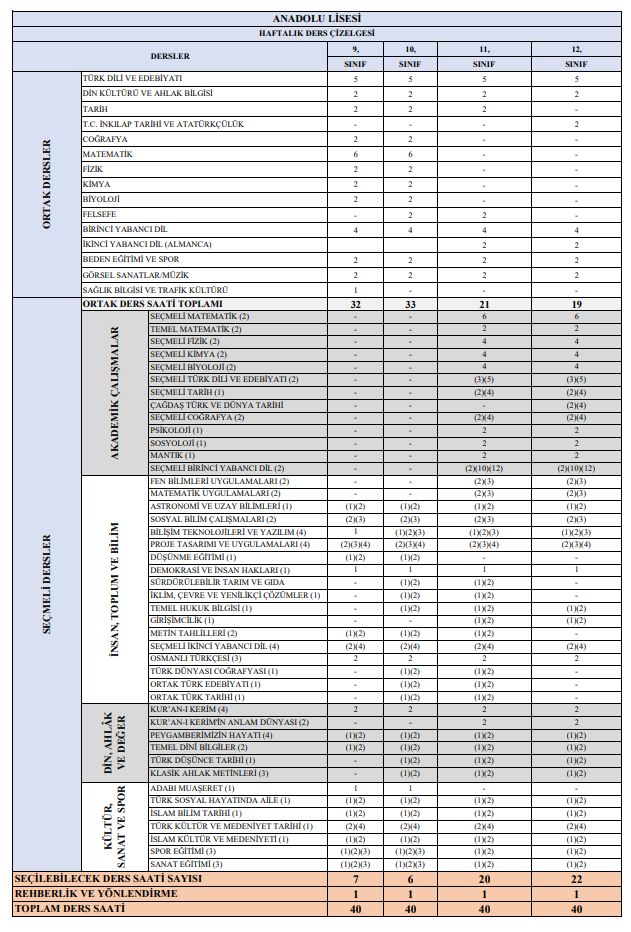 ANADOLU LİSESİ
HAFTALIK DERS ÇİZELGESİ
DERSLER 9, SINIF 10, SINIF 11, SINIF 12, SINIF
ORTAK DERSLER
TÜRK DİLİ VE EDEBİYATI 5 5 5 5
DİN KÜLTÜRÜ VE AHLAK BİLGİSİ 2 2 2 2
TARİH 2 2 2 -
T.C. İNKILAP TARİHİ VE ATATÜRKÇÜLÜK - - - 2
COĞRAFYA 2 2 - -
MATEMATİK 6 6 - -
FİZİK 2 2 - -
KİMYA 2 2 - -
BİYOLOJİ 2 2 - -
FELSEFE - 2 2 -
BİRİNCİ YABANCI DİL 4 4 4 4
İKİNCİ YABANCI DİL (ALMANCA) 2 2
BEDEN EĞİTİMİ VE SPOR 2 2 2 2
GÖRSEL SANATLAR/MÜZİK 2 2 2 2
SAĞLIK BİLGİSİ VE TRAFİK KÜLTÜRÜ 1 - - -
SEÇMELİ DERSLER
ORTAK DERS SAATİ TOPLAMI 32 33 21 19
AKADEMİK ÇALIŞMALAR
SEÇMELİ MATEMATİK (2) - - 6 6
TEMEL MATEMATİK (2) - - 2 2
SEÇMELİ FİZİK (2) - - 4 4
SEÇMELİ KİMYA (2) - - 4 4
SEÇMELİ BİYOLOJİ (2) - - 4 4
SEÇMELİ TÜRK DİLİ VE EDEBİYATI (2) - - (3)(5) (3)(5)
SEÇMELİ TARİH (1) - - (2)(4) (2)(4)
ÇAĞDAŞ TÜRK VE DÜNYA TARİHİ - - - (2)(4)
SEÇMELİ COĞRAFYA (2) - - (2)(4) (2)(4)
PSİKOLOJİ (1) - - 2 2
SOSYOLOJİ (1) - - 2 2
MANTIK (1) - - 2 2
SEÇMELİ BİRİNCİ YABANCI DİL (2) - - (2)(10)(12) (2)(10)(12)
İNSAN, TOPLUM VE BİLİM
FEN BİLİMLERİ UYGULAMALARI (2) - - (2)(3) (2)(3)
MATEMATİK UYGULAMALARI (2) - - (2)(3) (2)(3)
ASTRONOMİ VE UZAY BİLİMLERİ (1) (1)(2) (1)(2) (1)(2) (1)(2)
SOSYAL BİLİM ÇALIŞMALARI (2) (2)(3) (2)(3) (2)(3) (2)(3)
BİLİŞİM TEKNOLOJİLERİ VE YAZILIM (4) 1 (1)(2)(3) (1)(2)(3) (1)(2)(3)
PROJE TASARIMI VE UYGULAMALARI (4) (2)(3)(4) (2)(3)(4) (2)(3)(4) (2)(3)(4)
DÜŞÜNME EĞİTİMİ (1) (1)(2) (1)(2) - -
DEMOKRASİ VE İNSAN HAKLARI (1) 1 1 1 1
SÜRDÜRÜLEBİLİR TARIM VE GIDA - (1)(2) (1)(2) -
İKLİM, ÇEVRE VE YENİLİKÇİ ÇÖZÜMLER (1) - (1)(2) (1)(2) -
TEMEL HUKUK BİLGİSİ (1) - (1)(2) (1)(2) (1)(2)
GİRİŞİMCİLİK (1) - - (1)(2) (1)(2)
METİN TAHLİLLERİ (2) (1)(2) (1)(2) (1)(2) -
SEÇMELİ İKİNCİ YABANCI DİL (4) (2)(4) (2)(4) (2)(4) (2)(4)
OSMANLI TÜRKÇESİ (3) 2 2 2 2
TÜRK DÜNYASI COĞRAFYASI (1) - (1)(2) (1)(2) -
ORTAK TÜRK EDEBİYATI (1) - (1)(2) (1)(2) -
ORTAK TÜRK TARİHİ (1) - (1)(2) (1)(2) -
DİN, AHLÂK VE DEĞER
KUR'AN-I KERİM (4) 2 2 2 2
KUR'AN-I KERİM'İN ANLAM DÜNYASI (2) - - 2 2
PEYGAMBERİMİZİN HAYATI (4) (1)(2) (1)(2) (1)(2) (1)(2)
TEMEL DİNİ BİLGİLER (2) (1)(2) (1)(2) (1)(2) (1)(2)
TÜRK DÜŞÜNCE TARİHİ (1) - (1)(2) (1)(2) (1)(2)
KLASİK AHLAK METİNLERİ (3) - (1)(2) (1)(2) (1)(2)
KÜLTÜR, SANAT VE SPOR
ADABI MUAŞERET (1) 1 1 - -
TÜRK SOSYAL HAYATINDA AİLE (1) (1)(2) (1)(2) (1)(2) (1)(2)
İSLAM BİLİM TARİHİ (1) (1)(2) (1)(2) (1)(2) (1)(2)
TÜRK KÜLTÜR VE MEDENİYET TARİHİ (1) (2)(4) (2)(4) (2)(4) (2)(4)
İSLAM KÜLTÜR VE MEDENİYETİ (1) (1)(2) (1)(2) (1)(2) (1)(2)
SPOR EĞİTİMİ (3) (1)(2)(3) (1)(2)(3) (1)(2) (1)(2)
SANAT EĞİTİMİ (3) (1)(2)(3) (1)(2)(3) (1)(2) (1)(2)
SEÇİLEBİLECEK DERS SAATİ SAYISI 7 6 20 22
REHBERLİK VE YÖNLENDİRME 1 1 1 1
TOPLAM DERS SAATİ 40 40 40 40